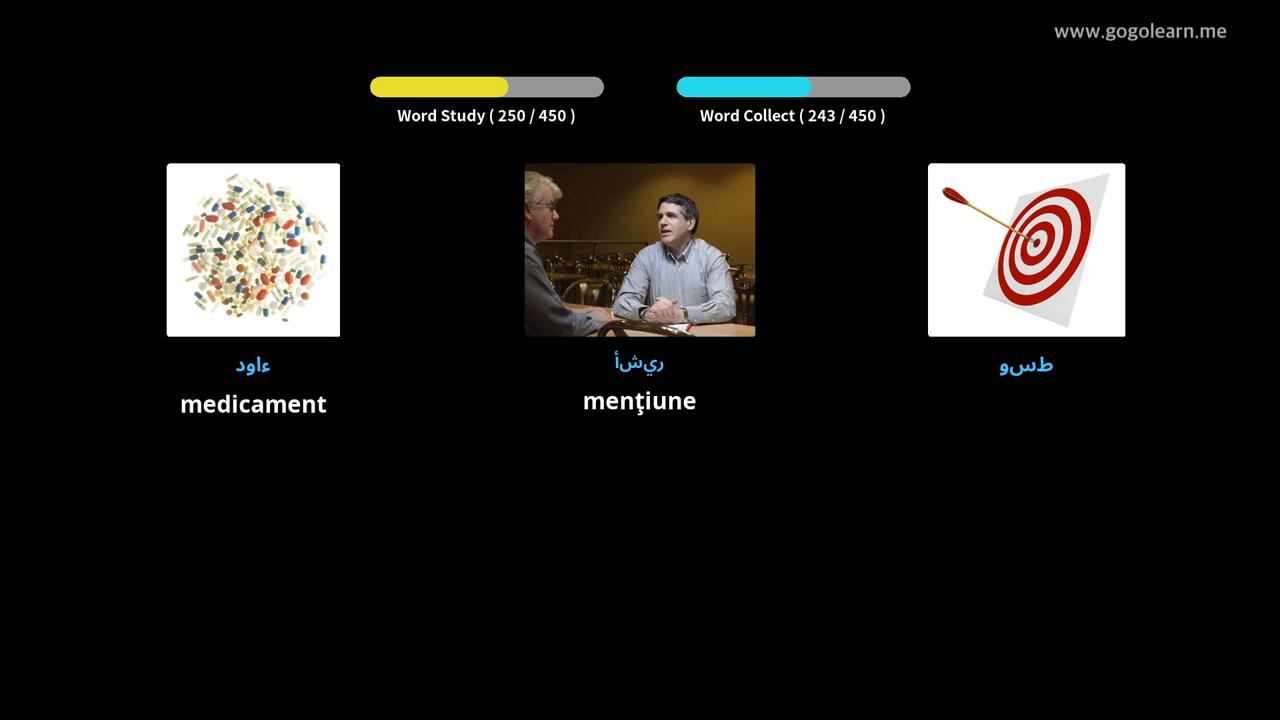 www.gogolearn.me
Word Study ( 250 / 450 )
Word Collect ( 243 / 450 )
ءاود
medicament
ريشأ
menţiune
طسو